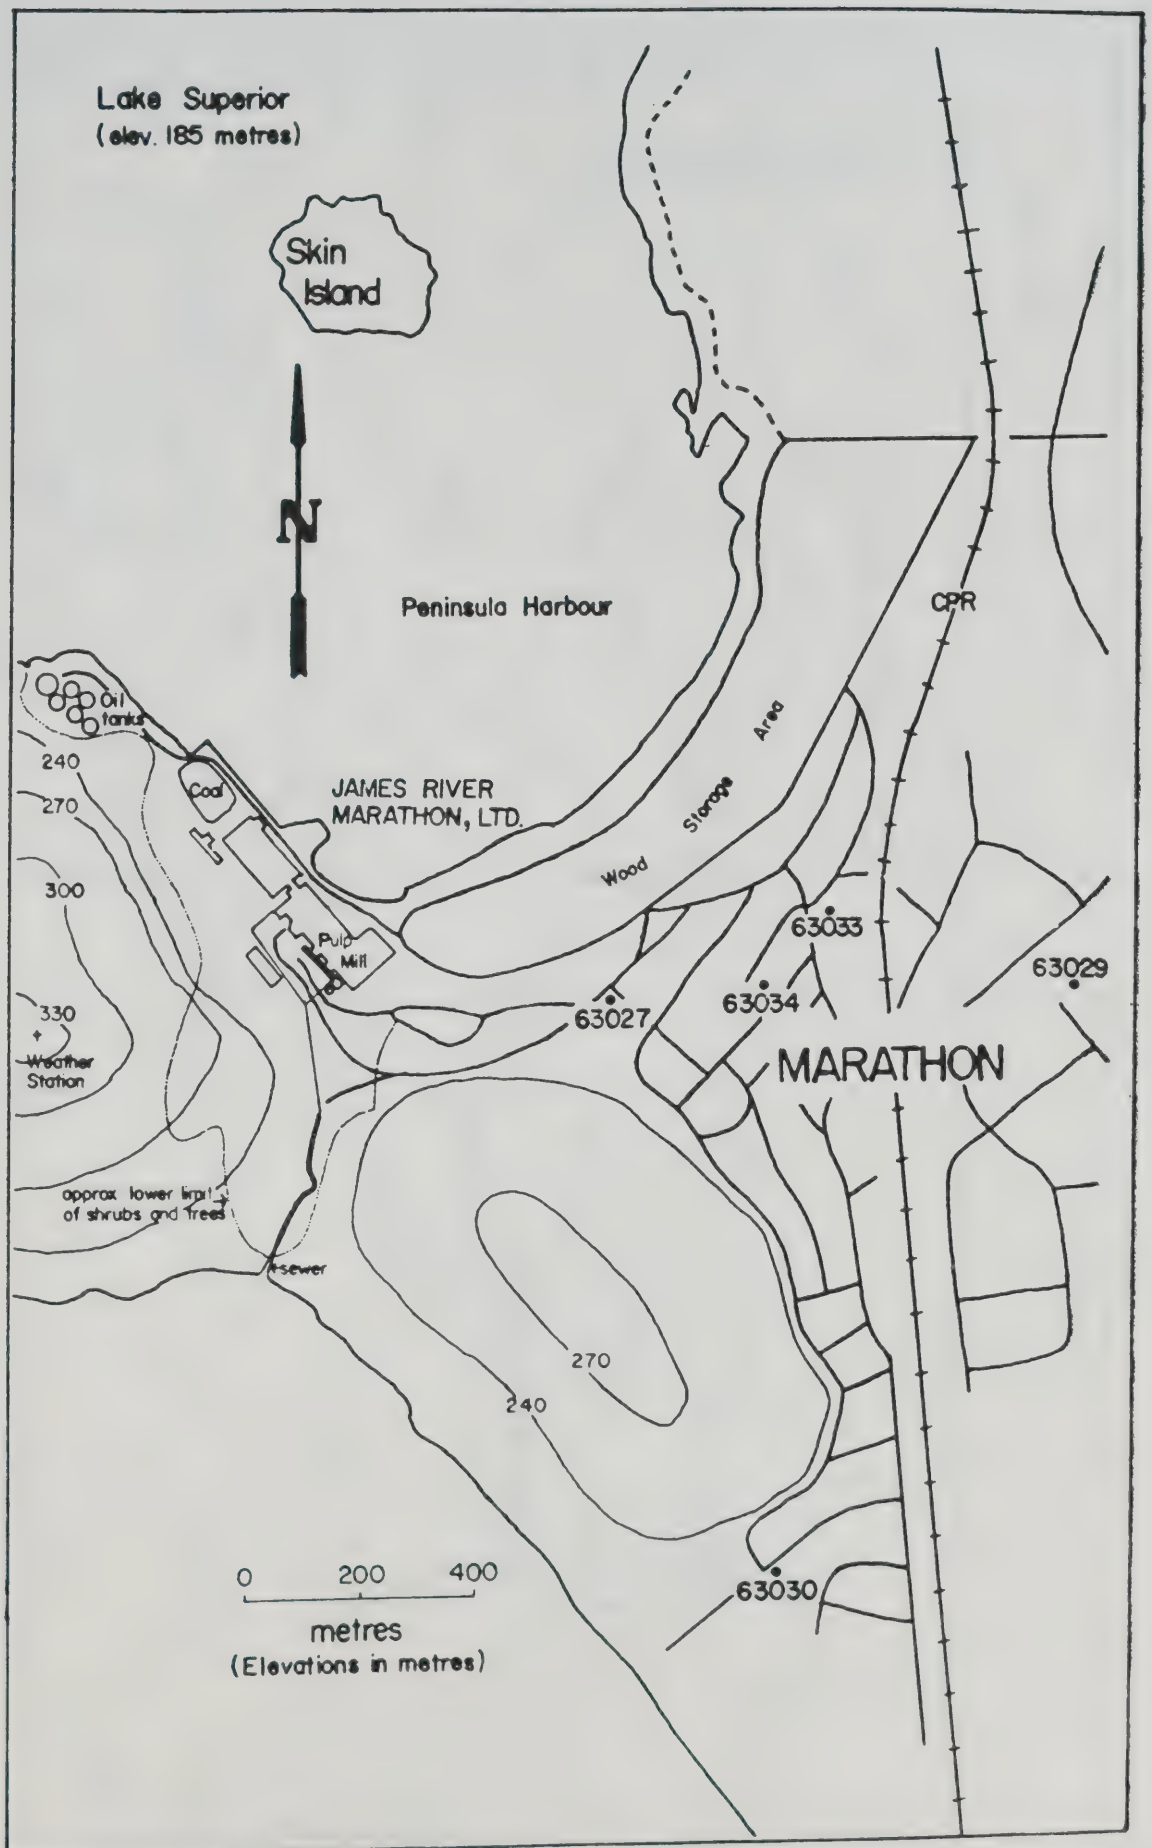 Lake Superior
(elev. 185 metres)
Skin
Island
N
Peninsula Harbour
CPR
Oil
tanks
240
270
Coal
JAMES RIVER
MARATHON, LTD.
Area
Storage
Wood
300
Pulp
Mill
63033
63029
63034
63027
330
Weather
Station
MARATHON
approx lower limit
of shrubs and trees
sewer
270
240
0 200 400
metres
(Elevations in metres)
63030